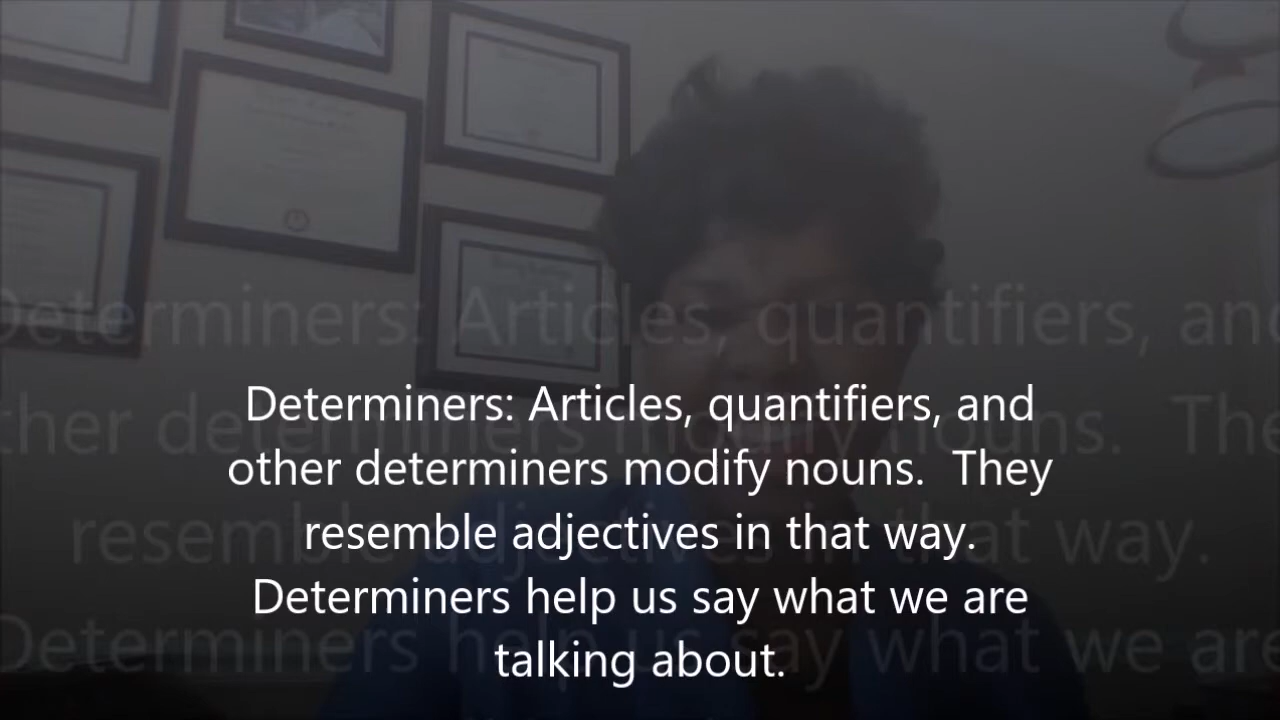 Determiners: Articles, quantifiers, and
other determiners modify nouns.  They
resemble adjectives in that way.
Determiners help us say what we are
talking about.